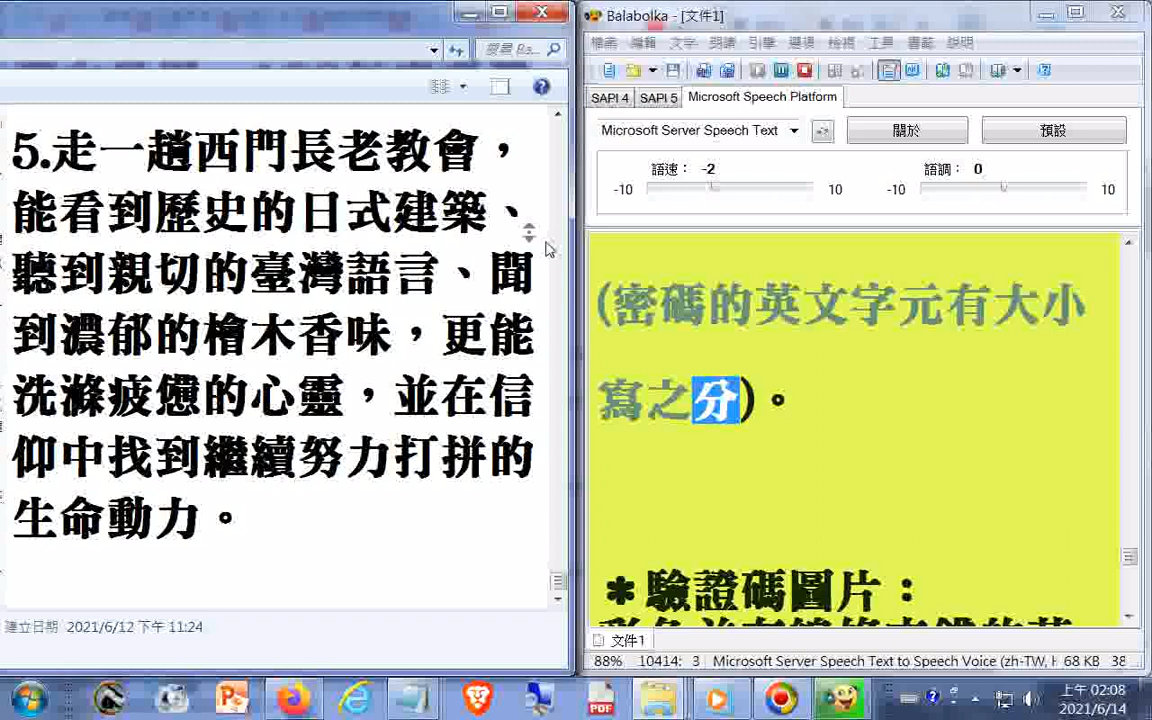 5.走一趟西門長老教會，
能看到歷史的日式建築、
聽到親切的臺灣語言、聞
到濃郁的檜木香味，更能
洗滌疲憊的心靈，並在信
仰中找到繼續努力打拼的
生命動力。
建立日期 2021/6/12 下午 11:24
搜尋 Ba...
Balabolka - [文件1]
檔案 編輯 文字 閱讀 引擎 選項 檢視 工具 書籤 說明
SAPI 4 SAPI 5 Microsoft Speech Platform
Microsoft Server Speech Text 關於 預設
語速： -2 語調： 0
-10 10 -10 10
(密碼的英文字元有大小
寫之分)。
＊驗證碼圖片：
文件1
88% 10414: 3 Microsoft Server Speech Text to Speech Voice (zh-TW, H 68 KB 38
PDF
上午 02:08
2021/6/14